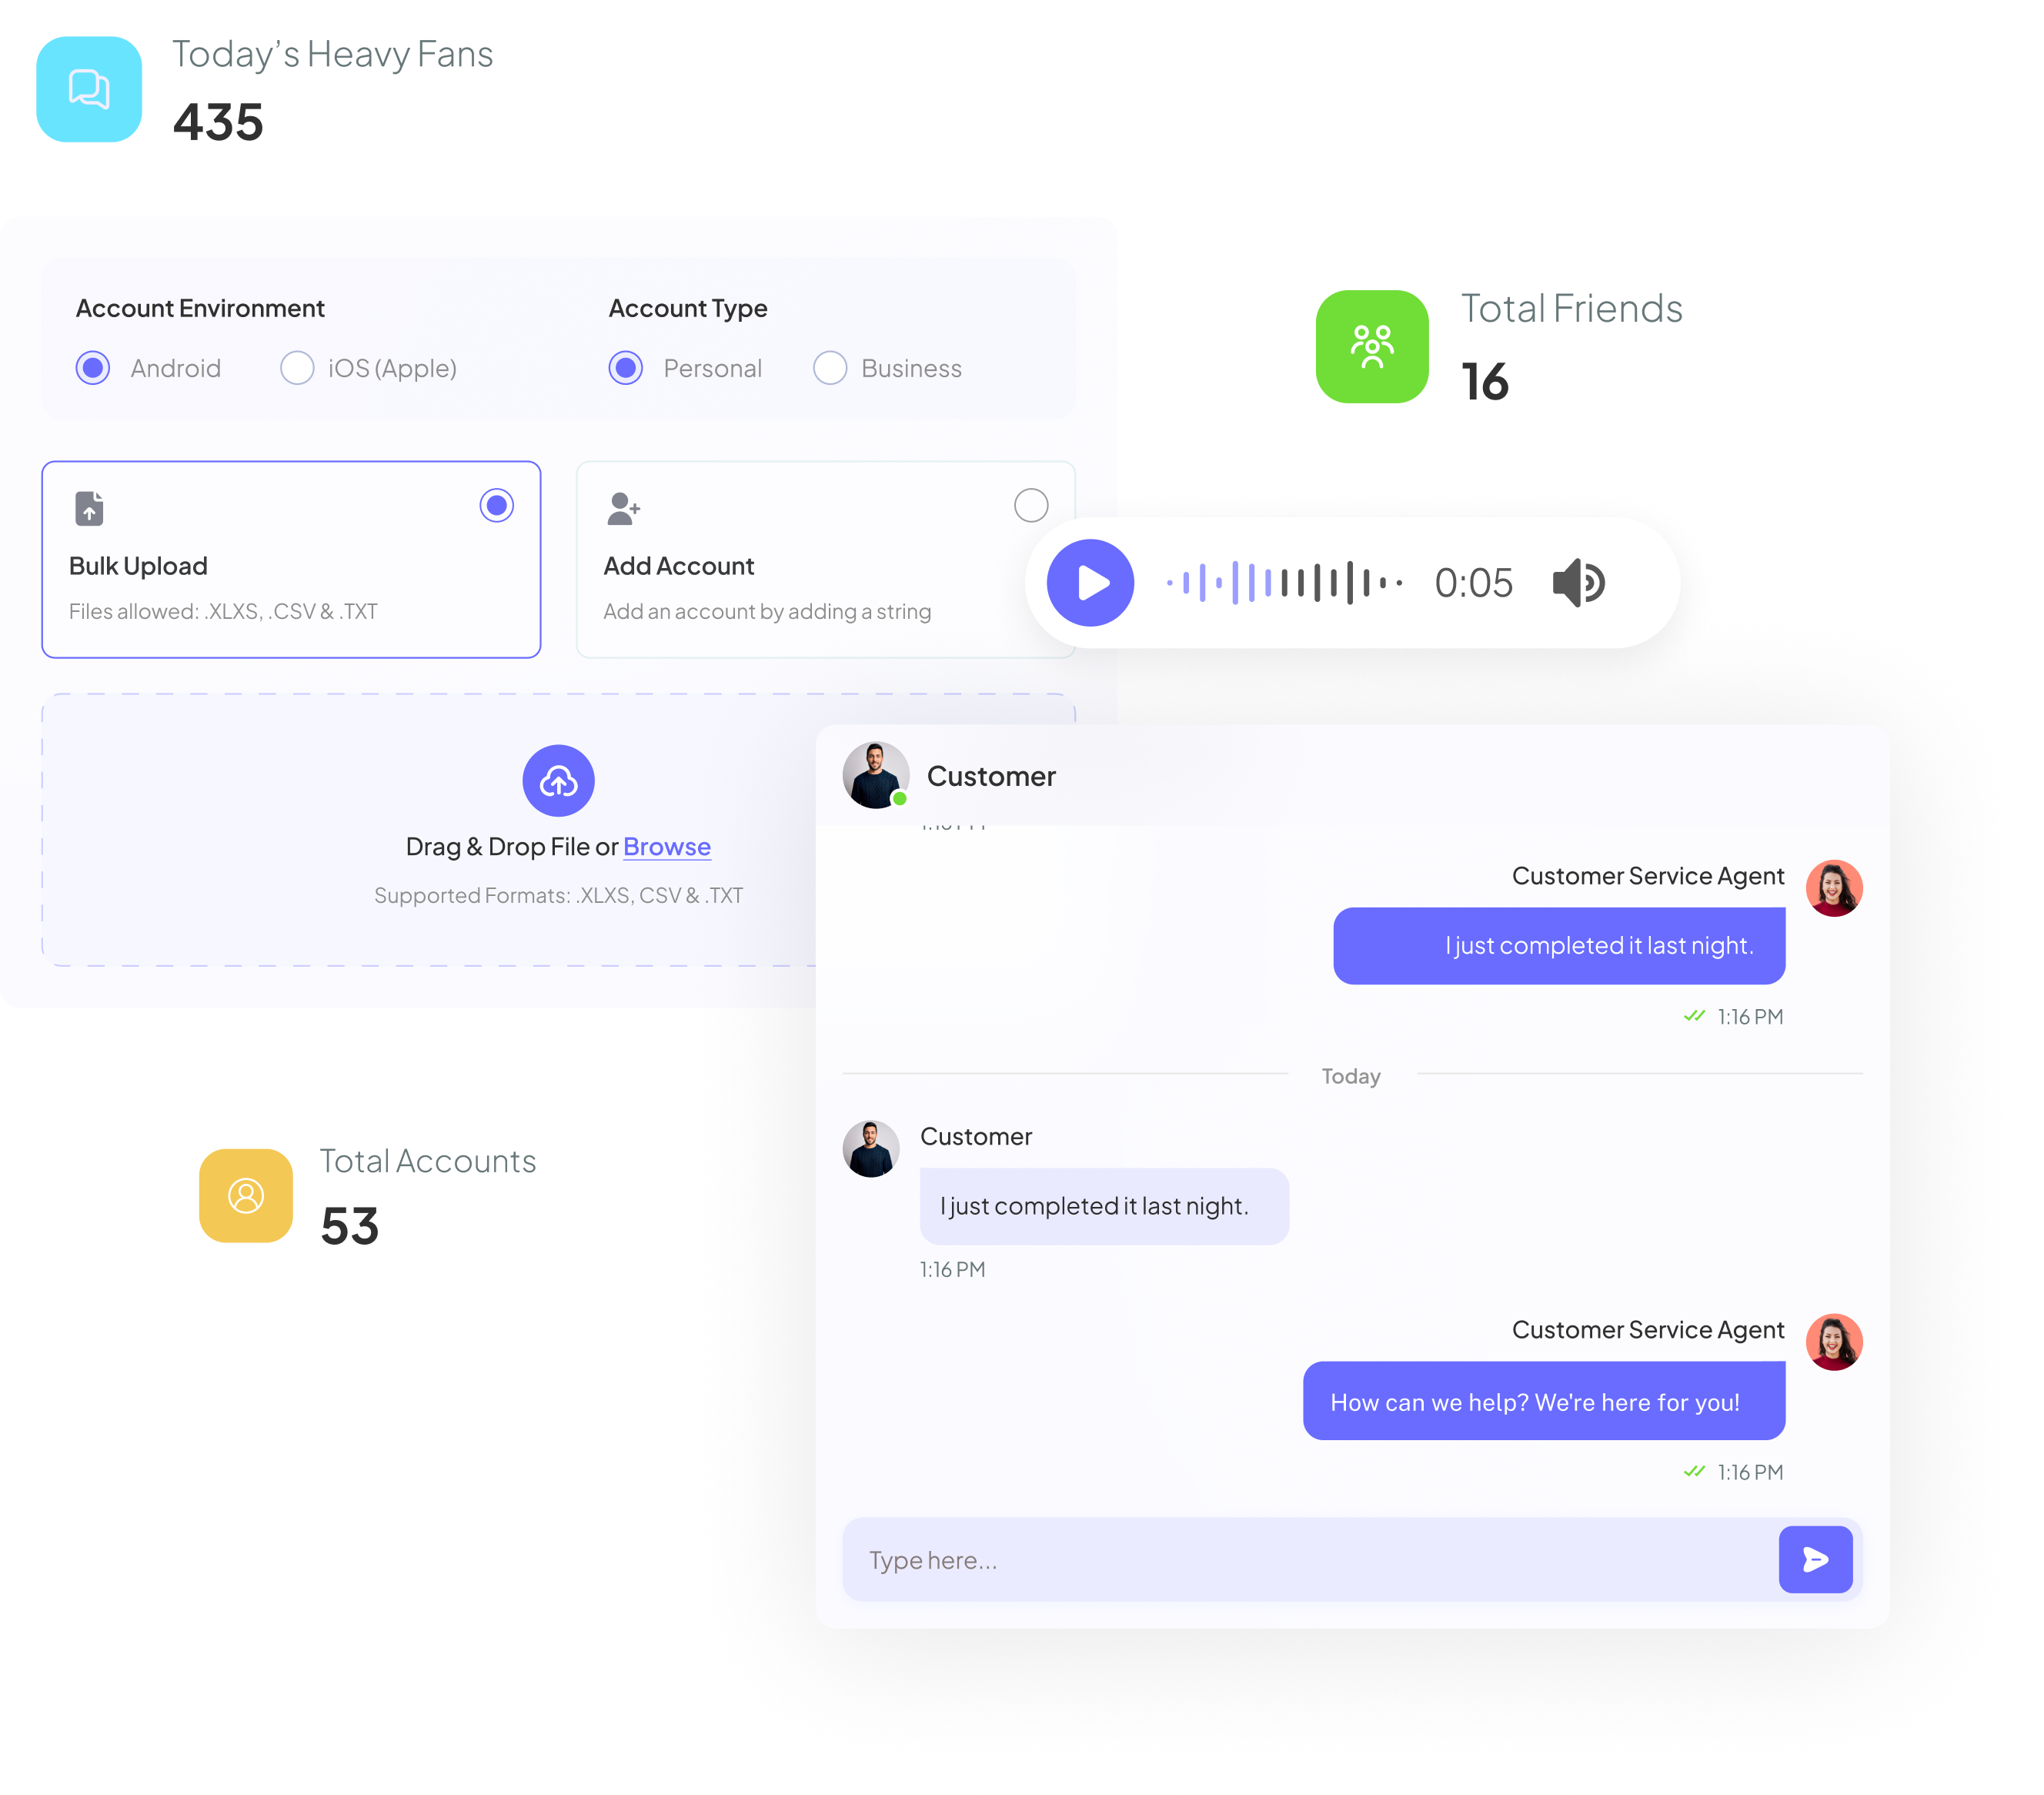 Today’s Heavy Fans
435
Account Environment
Account Type
Android
iOS (Apple)
Personal
Business
Total Friends
16
Bulk Upload
Files allowed: .XLXS, .CSV & .TXT
Add Account
Add an account by adding a string
0:05
Drag & Drop File or Browse
Supported Formats: .XLXS, CSV & .TXT
Customer
Customer Service Agent
I just completed it last night.
1:16 PM
Today
Customer
I just completed it last night.
1:16 PM
Customer Service Agent
How can we help? We're here for you!
1:16 PM
Type here...
Total Accounts
53